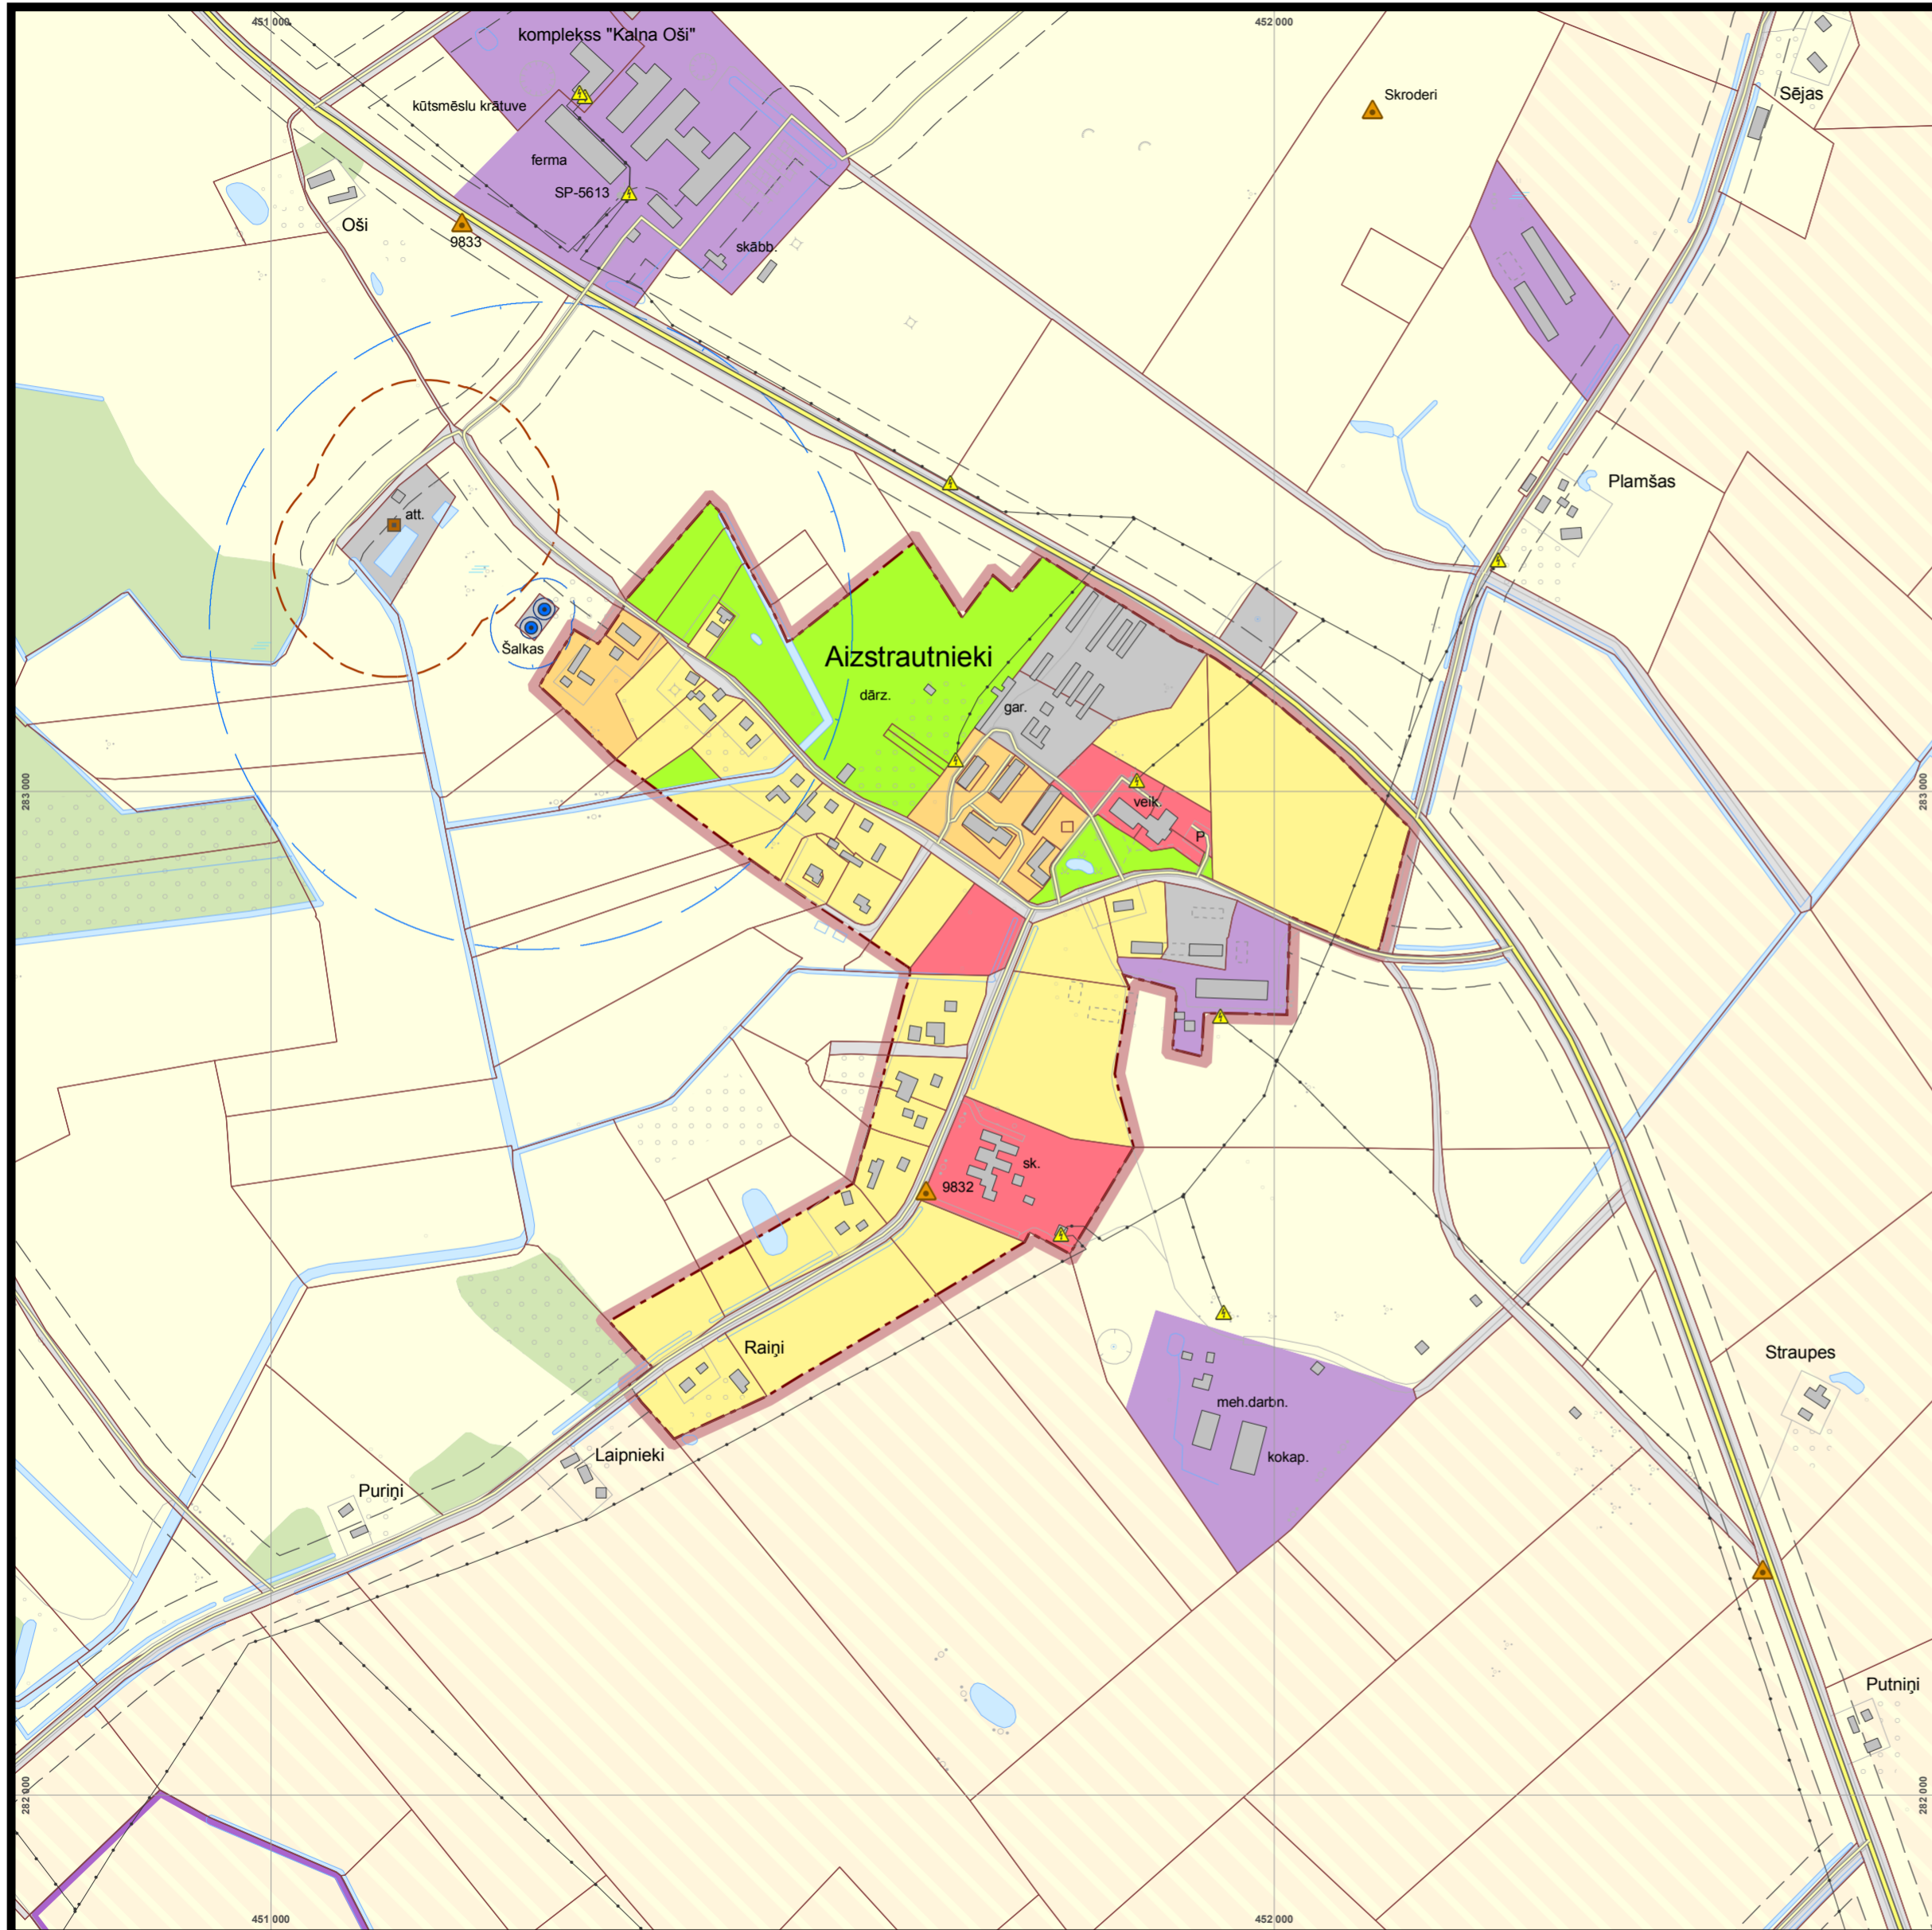 451 000
452 000
komplekss "Kalna Oši"
Sējas
Skroderi
kūtsmēslu krātuve
ferma
SP-5613
Oši
9833
skābb.
Plamšas
att.
Šalkas
Aizstrautnieki
dārz.
gar.
283 000
283 000
veik.
P
sk.
9832
Raiņi
Straupes
meh.darbn.
kokap.
Laipnieki
Puriņi
Putniņi
282 000
282 000
451 000
452 000